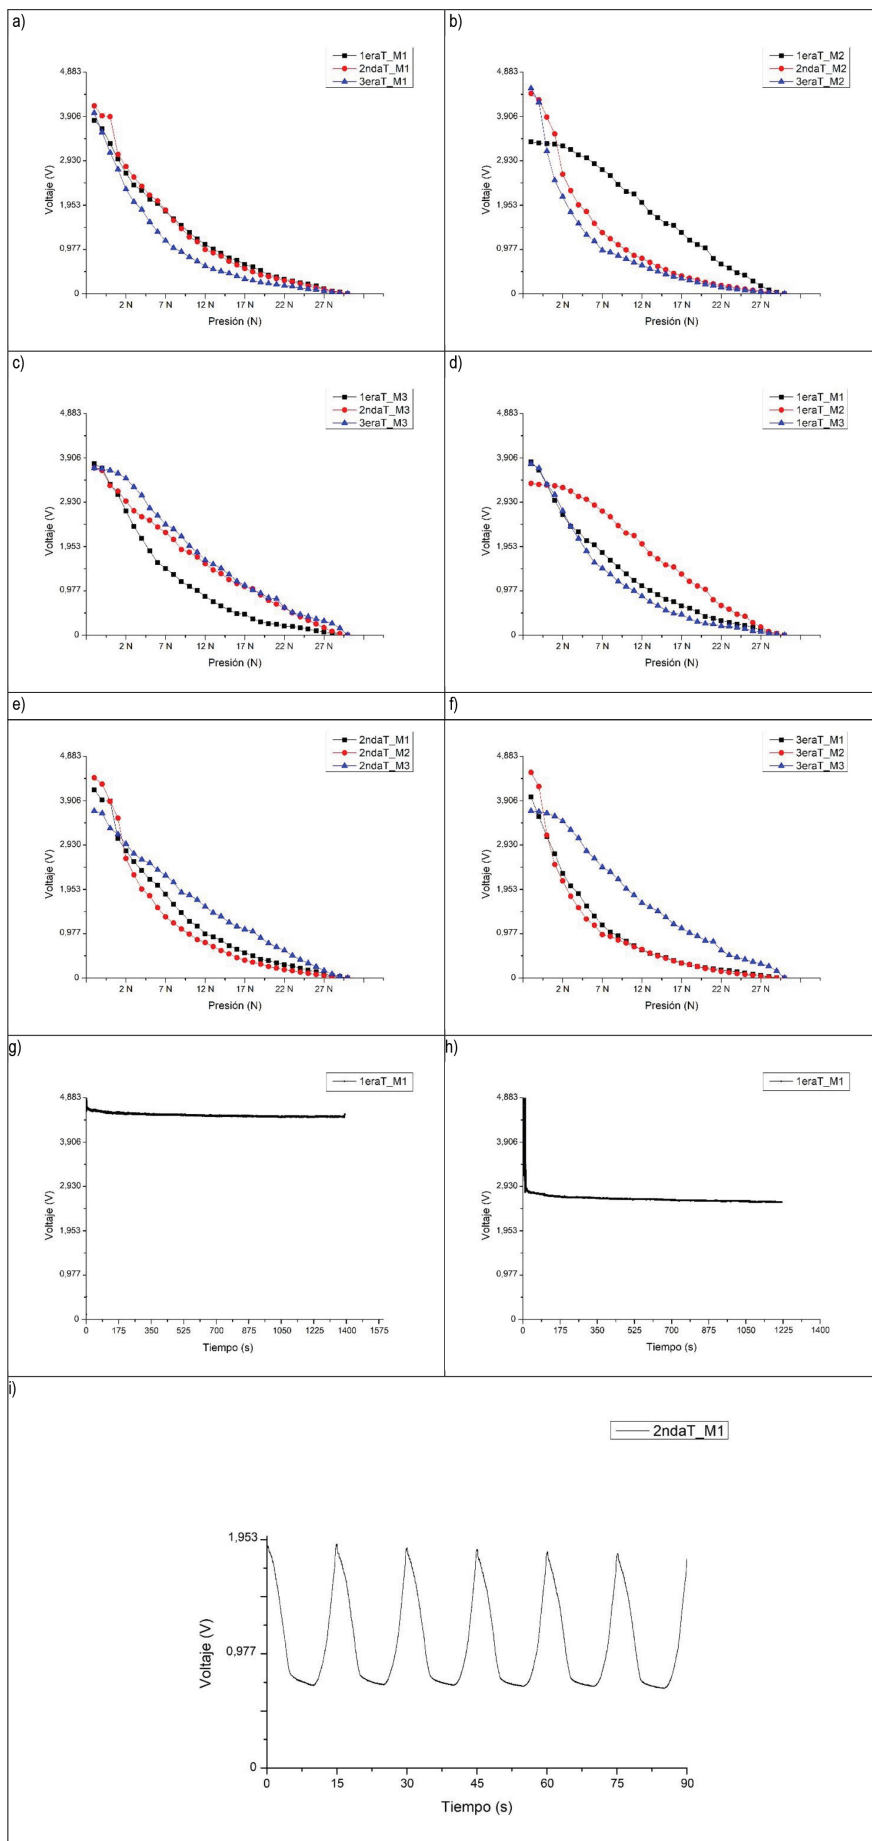 a)
1eraT_M1
2ndaT_M1
3eraT_M1
4,883
3,906
2,930
1,953
0,977
0
Voltaje (V)
2 N 7 N 12 N 17 N 22 N 27 N
Presión (N)
b)
1eraT_M2
2ndaT_M2
3eraT_M2
4,883
3,906
2,930
1,953
0,977
0
Voltaje (V)
2 N 7 N 12 N 17 N 22 N 27 N
Presión (N)
c)
1eraT_M3
2ndaT_M3
3eraT_M3
4,883
3,906
2,930
1,953
0,977
0
Voltaje (V)
2 N 7 N 12 N 17 N 22 N 27 N
Presión (N)
d)
1eraT_M1
1eraT_M2
1eraT_M3
4,883
3,906
2,930
1,953
0,977
0
Voltaje (V)
2 N 7 N 12 N 17 N 22 N 27 N
Presión (N)
e)
2ndaT_M1
2ndaT_M2
2ndaT_M3
4,883
3,906
2,930
1,953
0,977
0
Voltaje (V)
2 N 7 N 12 N 17 N 22 N 27 N
Presión (N)
f)
3eraT_M1
3eraT_M2
3eraT_M3
4,883
3,906
2,930
1,953
0,977
0
Voltaje (V)
2 N 7 N 12 N 17 N 22 N 27 N
Presión (N)
g)
1eraT_M1
4,883
3,906
2,930
1,953
0,977
0
Voltaje (V)
0 175 350 525 700 875 1050 1225 1400 1575
Tiempo (s)
h)
1eraT_M1
4,883
3,906
2,930
1,953
0,977
0
Voltaje (V)
0 175 350 525 700 875 1050 1225 1400
Tiempo (s)
i)
2ndaT_M1
1,953
0,977
0
Voltaje (V)
0 15 30 45 60 75 90
Tiempo (s)